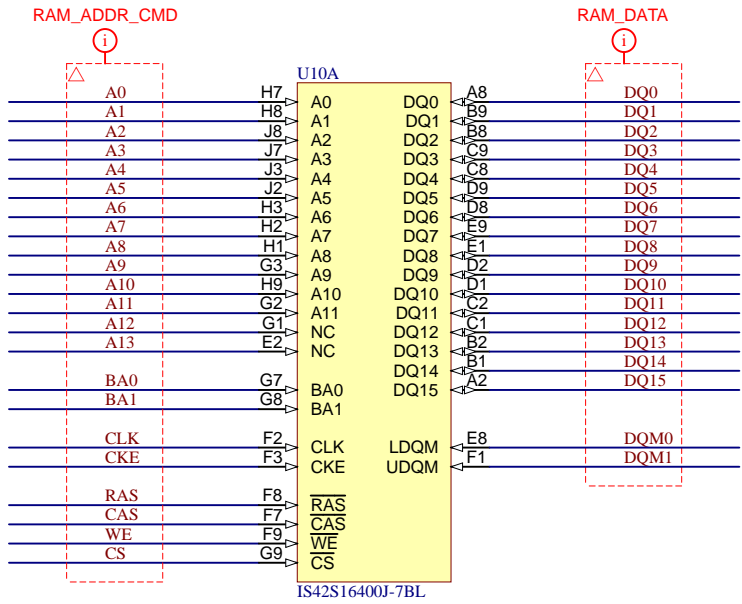 RAM_ADDR_CMD RAM_DATA
i i
U10A
A0 H7 A0 DQ0 A8 DQ0
A1 H8 A1 DQ1 B9 DQ1
A2 J8 A2 DQ2 B8 DQ2
A3 J7 A3 DQ3 C9 DQ3
A4 J3 A4 DQ4 C8 DQ4
A5 J2 A5 DQ5 D9 DQ5
A6 H3 A6 DQ6 D8 DQ6
A7 H2 A7 DQ7 E9 DQ7
A8 H1 A8 DQ8 E1 DQ8
A9 G3 A9 DQ9 D2 DQ9
A10 H9 A10 DQ10 D1 DQ10
A11 G2 A11 DQ11 C2 DQ11
A12 G1 NC DQ12 C1 DQ12
A13 E2 NC DQ13 B2 DQ13
DQ14 B1 DQ14
BA0 G7 BA0 DQ15 A2 DQ15
BA1 G8 BA1
CLK F2 CLK LDQM E8 DQM0
CKE F3 CKE UDQM F1 DQM1
RAS F8 RAS
CAS F7 CAS
WE F9 WE
CS G9 CS
IS42S16400J-7BL